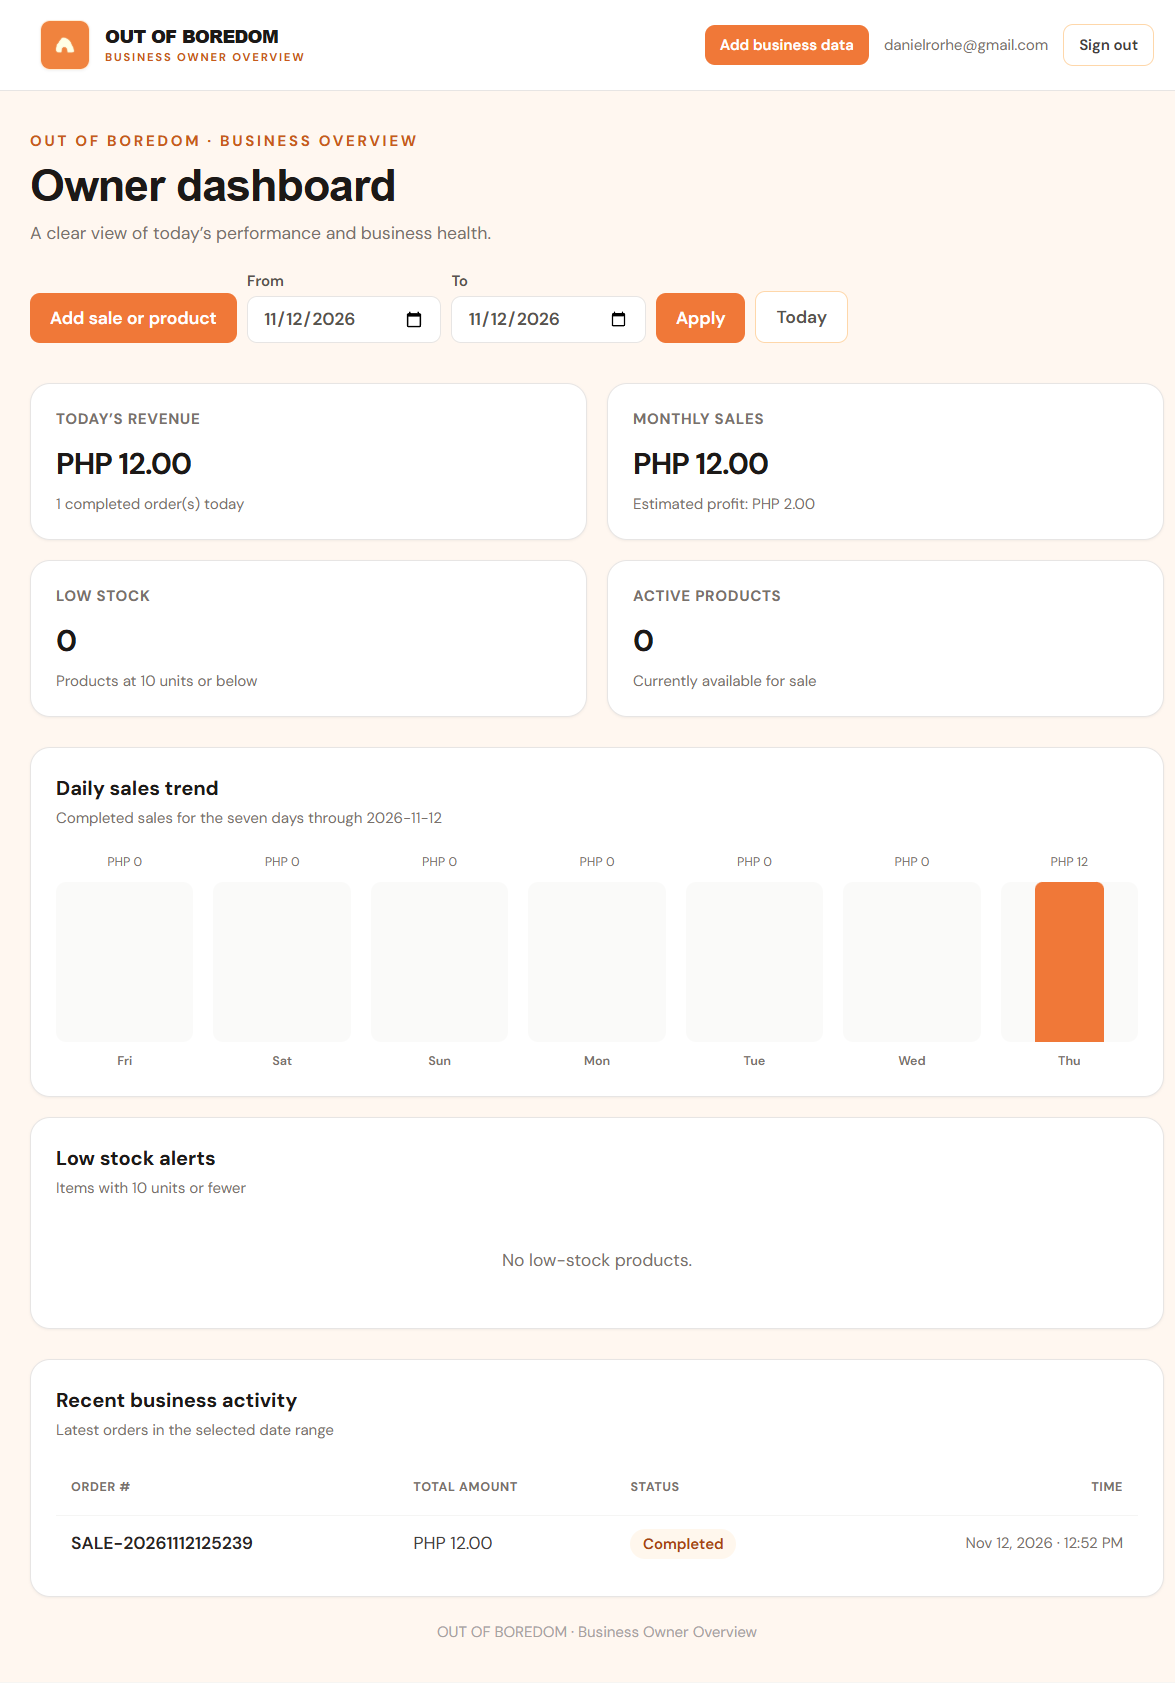 OUT OF BOREDOM
BUSINESS OWNER OVERVIEW
Add business data
danielrorhe@gmail.com
Sign out
OUT OF BOREDOM · BUSINESS OVERVIEW
Owner dashboard
A clear view of today’s performance and business health.
Add sale or product
From
11/12/2026
To
11/12/2026
Apply
Today
TODAY’S REVENUE
PHP 12.00
1 completed order(s) today
MONTHLY SALES
PHP 12.00
Estimated profit: PHP 2.00
LOW STOCK
0
Products at 10 units or below
ACTIVE PRODUCTS
0
Currently available for sale
Daily sales trend
Completed sales for the seven days through 2026-11-12
PHP 0 PHP 0 PHP 0 PHP 0 PHP 0 PHP 0 PHP 12
Fri Sat Sun Mon Tue Wed Thu
Low stock alerts
Items with 10 units or fewer
No low-stock products.
Recent business activity
Latest orders in the selected date range
ORDER # TOTAL AMOUNT STATUS TIME
SALE-20261112125239 PHP 12.00 Completed Nov 12, 2026 · 12:52 PM
OUT OF BOREDOM · Business Owner Overview